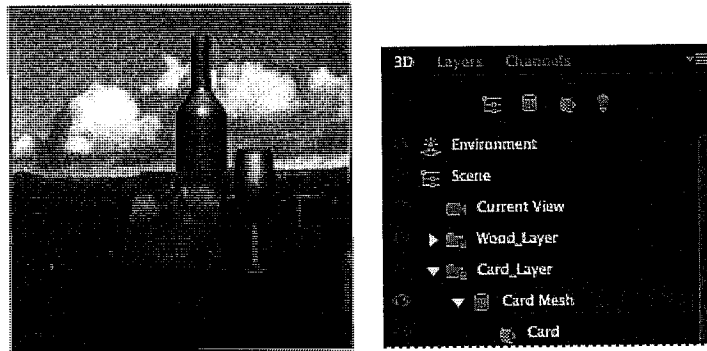 3D Layers Channels
Environment
Scene
Current View
Wood_Layer
Card_Layer
Card Mesh
Card